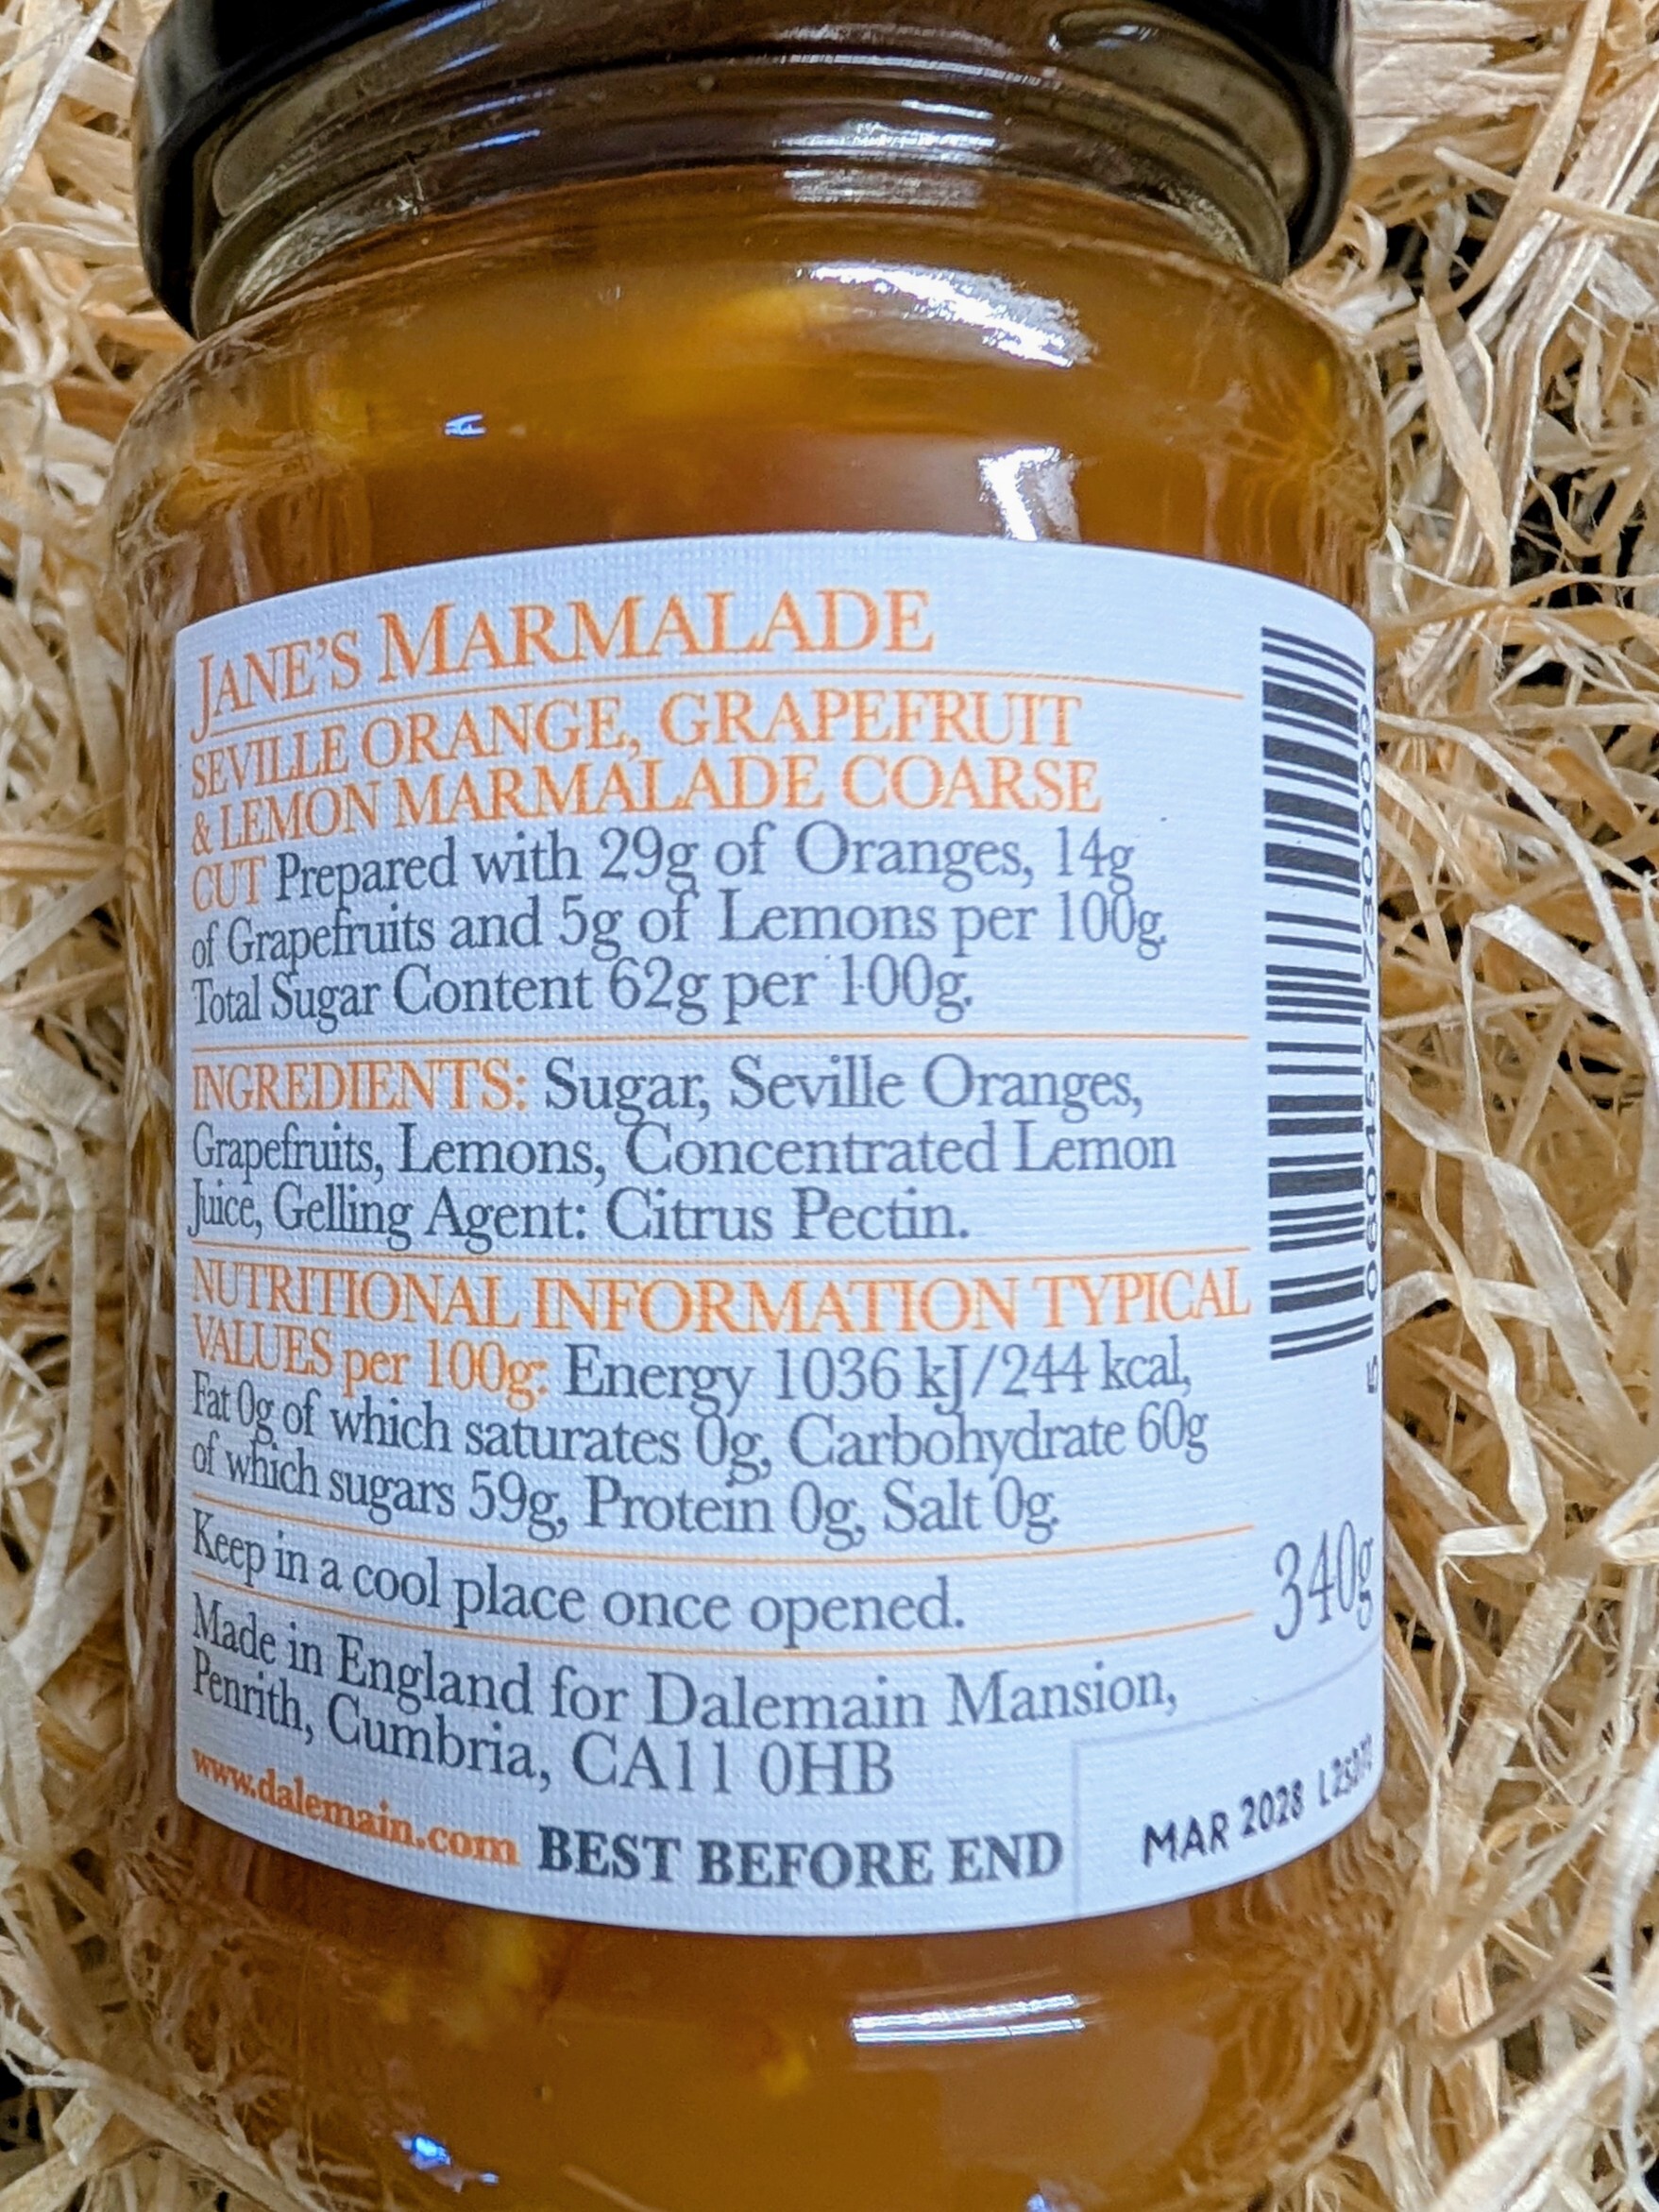 JANE'S MARMALADE
SEVILLE ORANGE, GRAPEFRUIT
& LEMON MARMALADE COARSE
CUT Prepared with 29g of Oranges, 14g
of Grapefruits and 5g of Lemons per 100g.
Total Sugar Content 62g per 100g.
INGREDIENTS: Sugar, Seville Oranges,
Grapefruits, Lemons, Concentrated Lemon
Juice, Gelling Agent: Citrus Pectin.
NUTRITIONAL INFORMATION TYPICAL
VALUES per 100g: Energy 1036 kJ/244 kcal,
Fat 0g of which saturates 0g, Carbohydrate 60g
of which sugars 59g, Protein 0g, Salt 0g.
Keep in a cool place once opened.
340g
Made in England for Dalemain Mansion,
Penrith, Cumbria, CA11 0HB
www.dalemain.com BEST BEFORE END
MAR 2028